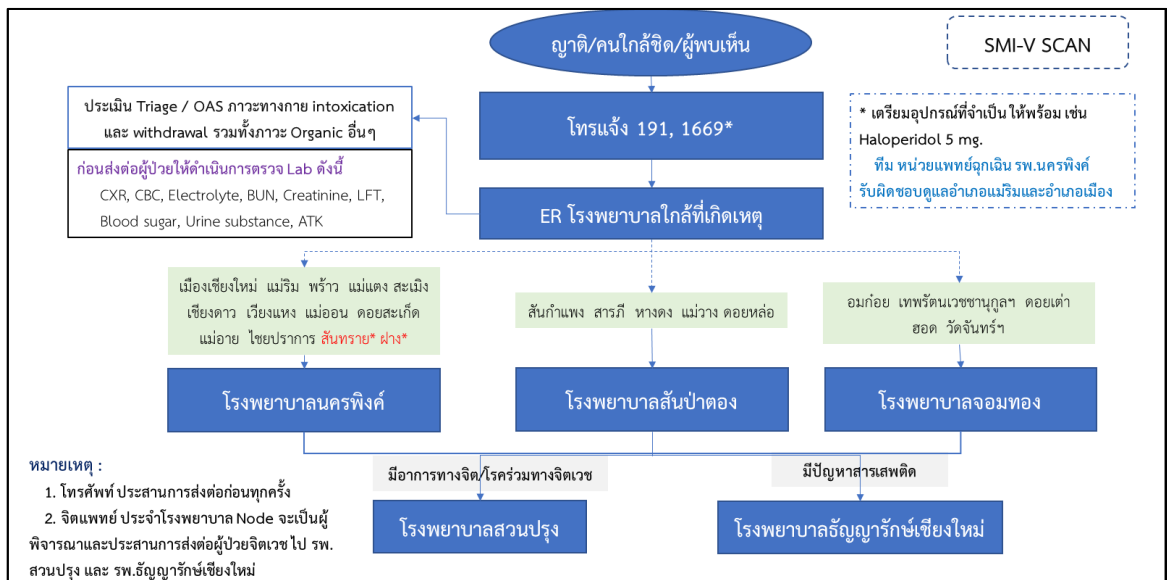 ญาติ/คนใกล้ชิด/ผู้พบเห็น
SMI-V SCAN
ประเมิน Triage / OAS ภาวะทางกาย intoxication
และ withdrawal รวมทั้งภาวะ Organic อื่นๆ
โทรแจ้ง 191, 1669*
* เตรียมอุปกรณ์ที่จำเป็น ให้พร้อม เช่น
Haloperidol 5 mg.
ทีม หน่วยแพทย์ฉุกเฉิน รพ.นครพิงค์
รับผิดชอบดูแลอำเภอแม่ริมและอำเภอเมือง
ก่อนส่งต่อผู้ป่วยให้ดำเนินการตรวจ Lab ดังนี้
CXR, CBC, Electrolyte, BUN, Creatinine, LFT,
Blood sugar, Urine substance, ATK
ER โรงพยาบาลใกล้ที่เกิดเหตุ
เมืองเชียงใหม่ แม่ริม พร้าว แม่แตง สะเมิง
เชียงดาว เวียงแหง แม่ออน ดอยสะเก็ด
แม่อาย ไชยปราการ สันทราย* ฝาง*
สันกำแพง สารภี หางดง แม่วาง ดอยหล่อ
อมก๋อย เทพรัตนเวชชานุกูลฯ ดอยเต่า
ฮอด วัดจันทร์ฯ
โรงพยาบาลนครพิงค์
โรงพยาบาลสันป่าตอง
โรงพยาบาลจอมทอง
หมายเหตุ :
1. โทรศัพท์ ประสานการส่งต่อก่อนทุกครั้ง
2. จิตแพทย์ ประจำโรงพยาบาล Node จะเป็นผู้
พิจารณาและประสานการส่งต่อผู้ป่วยจิตเวช ไป รพ.
สวนปรุง และ รพ.ธัญญารักษ์เชียงใหม่
มีอาการทางจิต/โรคร่วมทางจิตเวช
มีปัญหาสารเสพติด
โรงพยาบาลสวนปรุง
โรงพยาบาลธัญญารักษ์เชียงใหม่